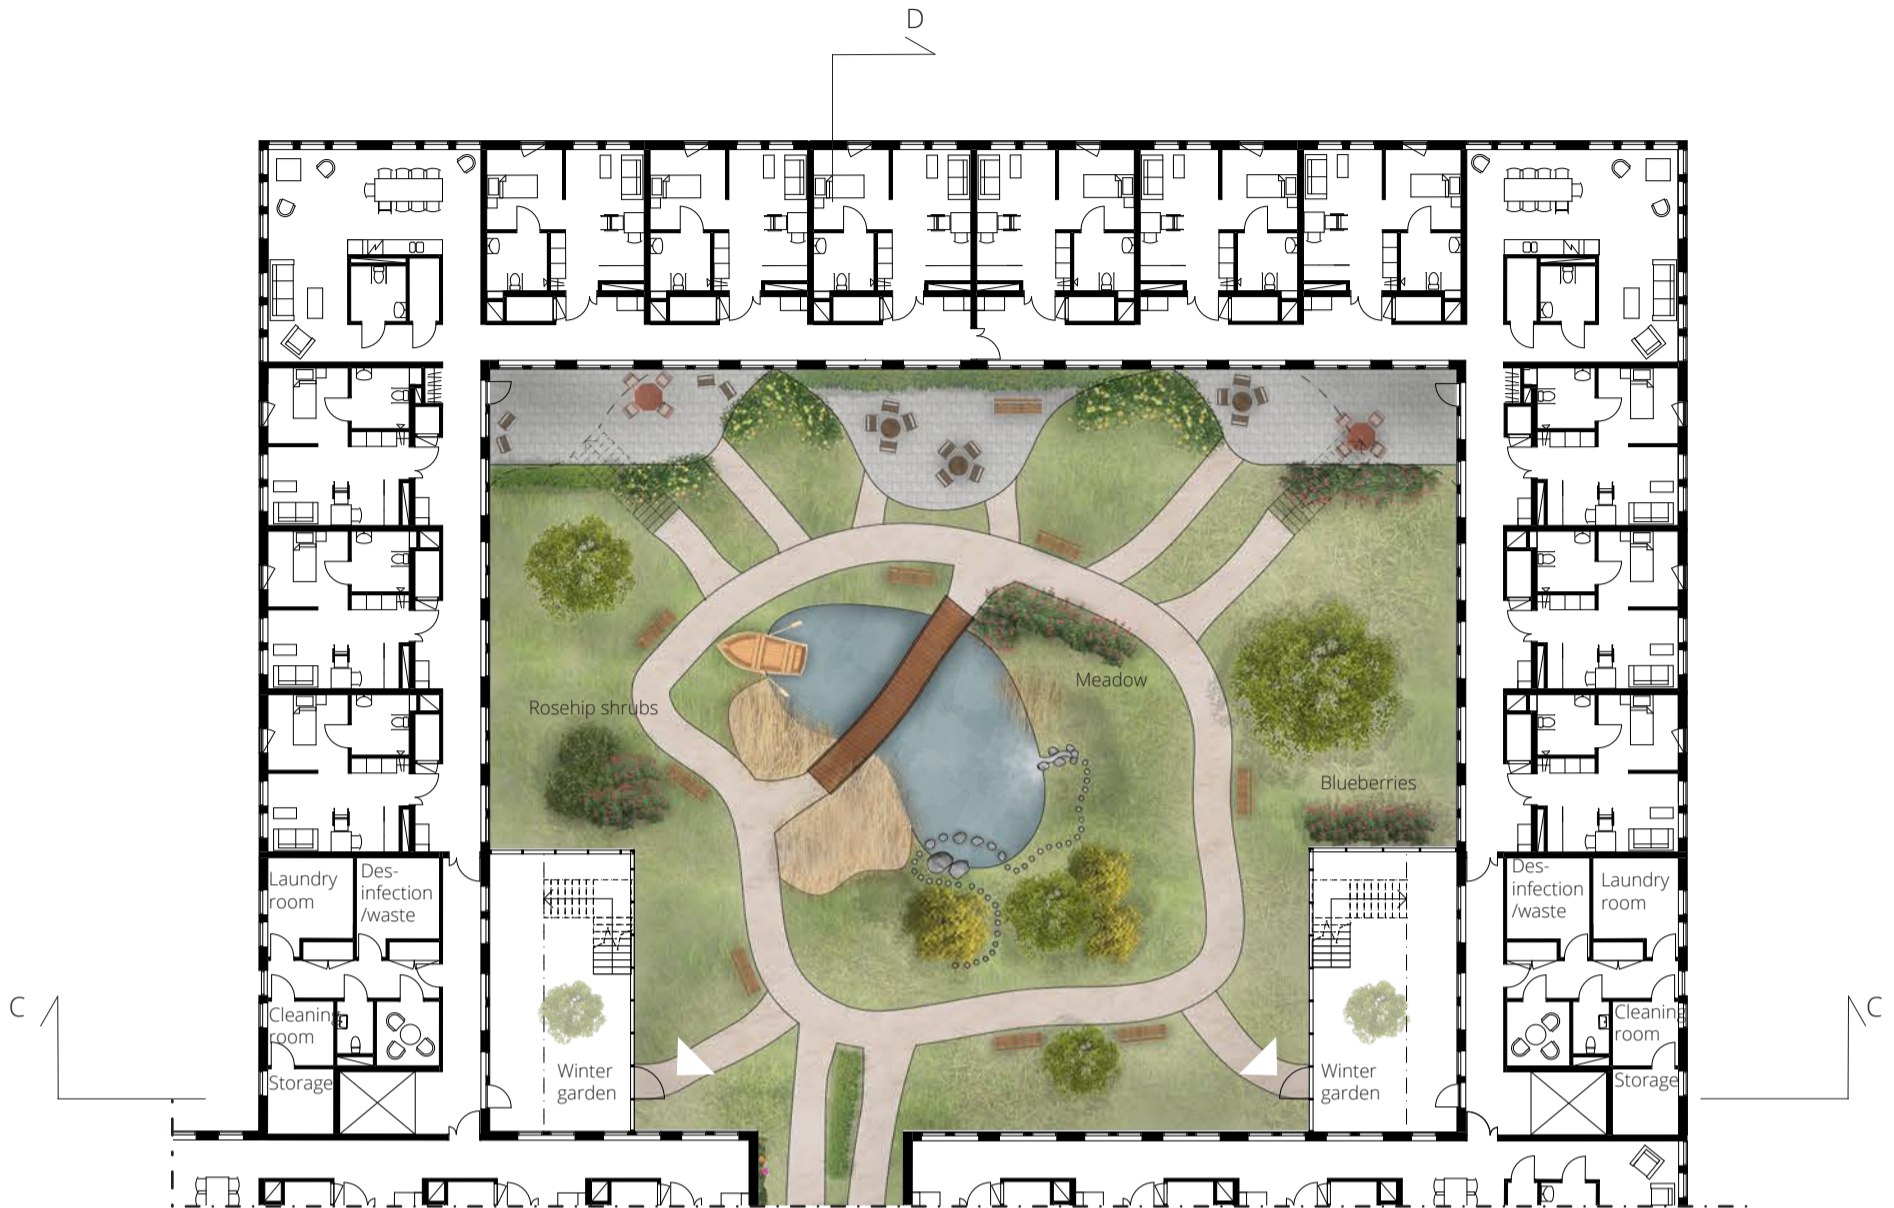 D
Meadow
Rosehip shrubs
Blueberries
Laundry
room
Des-
infection
/waste
Des-
infection
/waste
Laundry
room
C
Cleaning
room
Storage
Winter
garden
Winter
garden
Cleaning
room
Storage
C